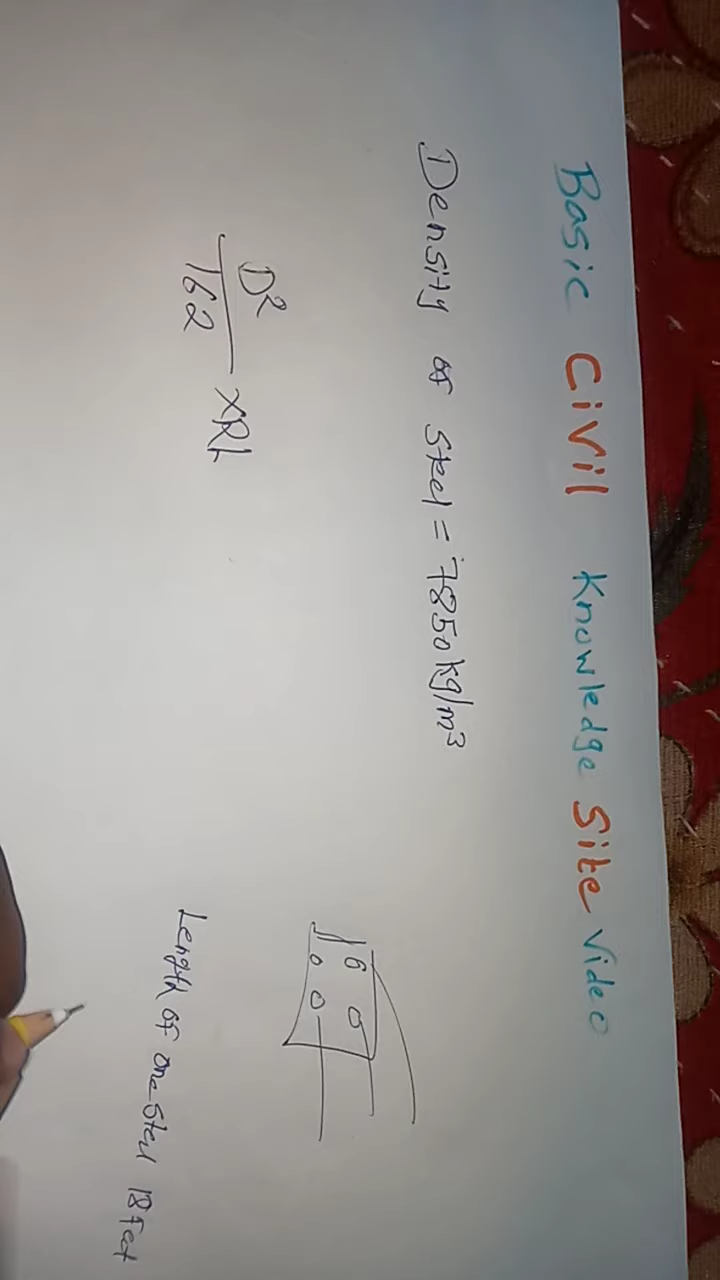 Basic Civil Knowledge Site Video
Density of Steel = 7850 kg/m³
D²
162
XRL
Length of one Steel 18 Feet